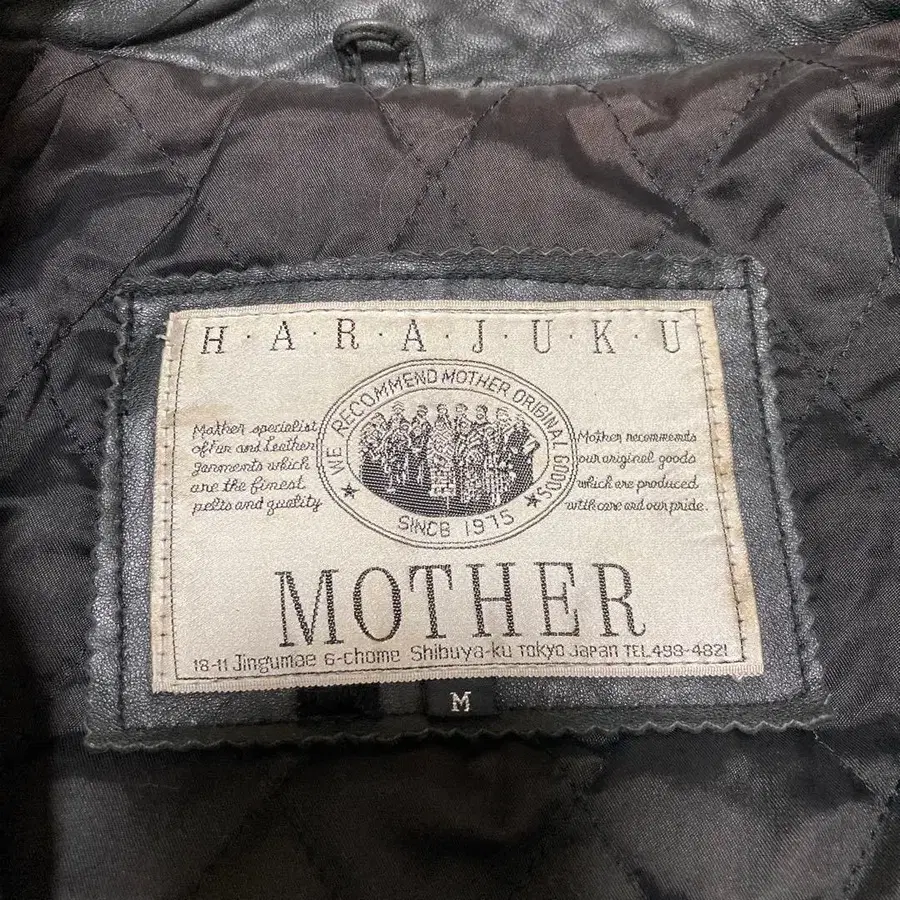 H·A·R·A·J·U·K·U
WE RECOMMEND MOTHER ORIGINAL GOODS
SINCE 1975
Mother specialist
of Fur and Leather
garments which
are the finest
pelts and quality
Mother recommends
our original goods
which are produced
with care and our pride.
MOTHER
18-11 Jingumae 6-chome Shibuya-ku Tokyo Japan TEL 498-4821
M